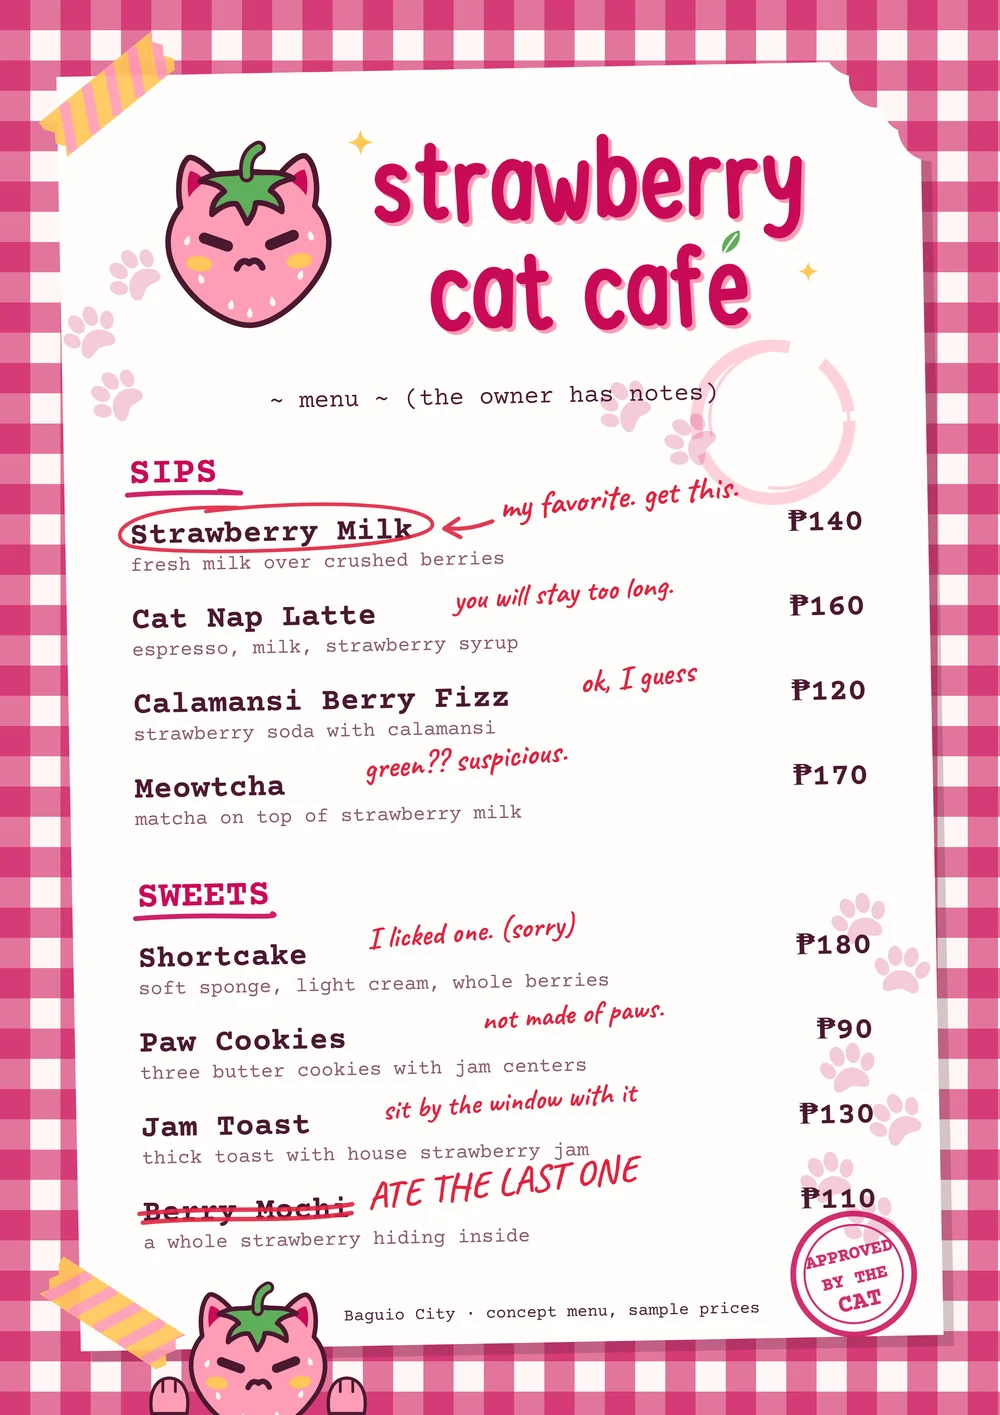 strawberry
cat café
~ menu ~ (the owner has notes)
SIPS
my favorite. get this.
Strawberry Milk ₱140
fresh milk over crushed berries
you will stay too long.
Cat Nap Latte ₱160
espresso, milk, strawberry syrup
ok, I guess
Calamansi Berry Fizz ₱120
strawberry soda with calamansi
green?? suspicious.
Meowtcha ₱170
matcha on top of strawberry milk
SWEETS
I licked one. (sorry)
Shortcake ₱180
soft sponge, light cream, whole berries
not made of paws.
Paw Cookies ₱90
three butter cookies with jam centers
sit by the window with it
Jam Toast ₱130
thick toast with house strawberry jam
ATE THE LAST ONE
Berry Mochi ₱110
a whole strawberry hiding inside
APPROVED
BY THE
CAT
Baguio City · concept menu, sample prices